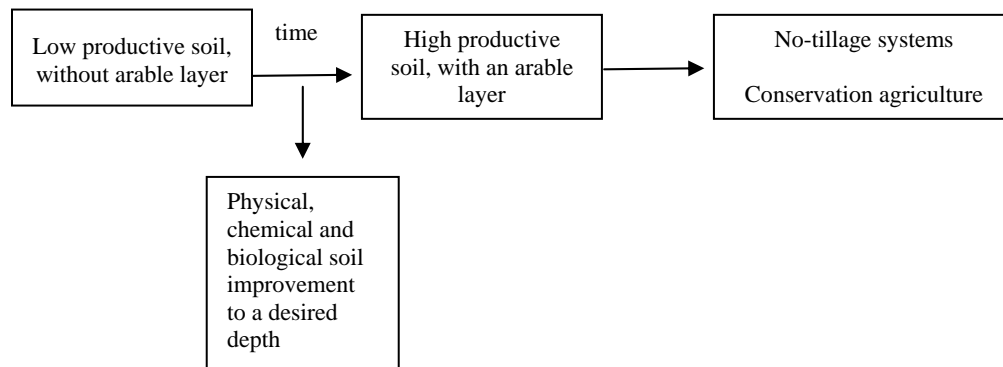 Low productive soil,
without arable layer
time
High productive
soil, with an arable
layer
No-tillage systems
Conservation agriculture
Physical,
chemical and
biological soil
improvement
to a desired
depth